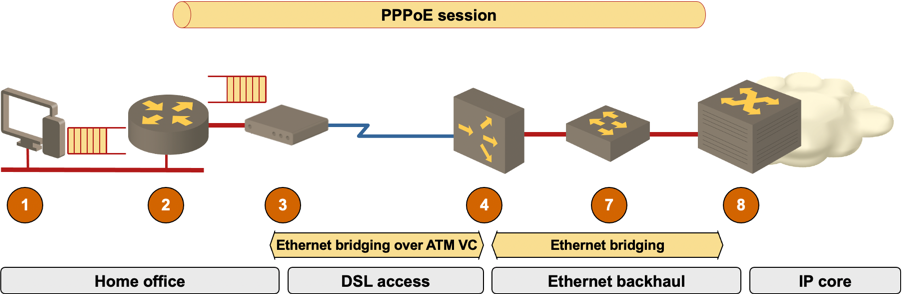 PPPoE session
1
2
3
4
7
8
Ethernet bridging over ATM VC
Ethernet bridging
Home office
DSL access
Ethernet backhaul
IP core